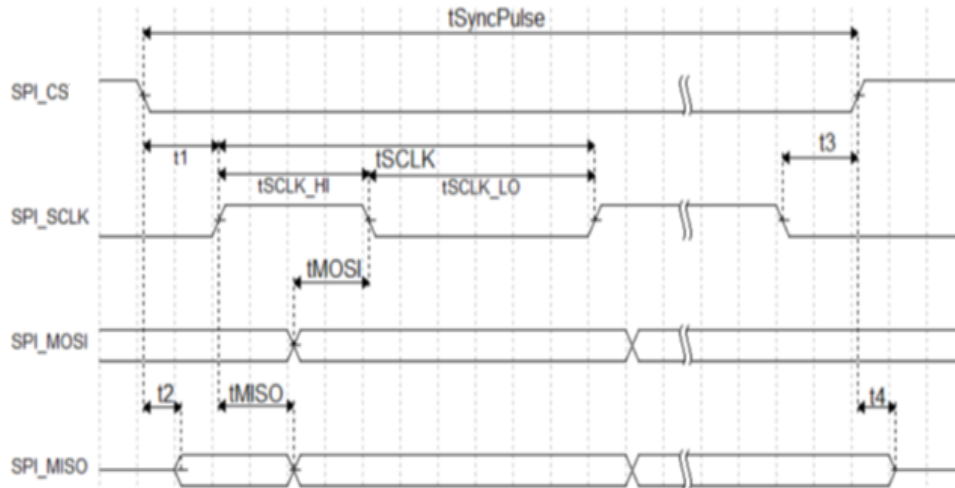 tSyncPulse
SPI_CS
t1
tSCLK
t3
tSCLK_HI
tSCLK_LO
SPI_SCLK
tMOSI
SPI_MOSI
t2
tMISO
t4
SPI_MISO